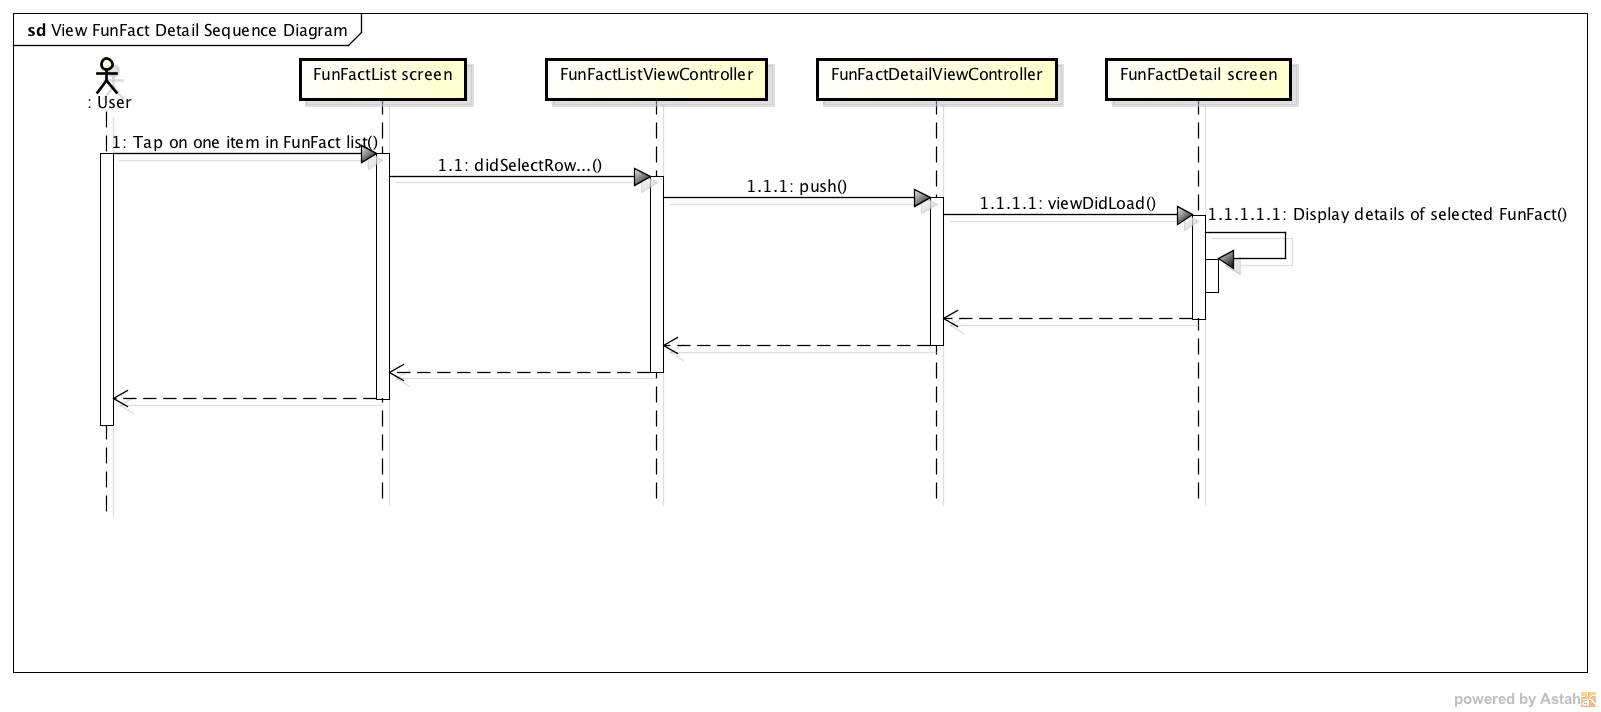 sd View FunFact Detail Sequence Diagram
: User
FunFactList screen
FunFactListViewController
FunFactDetailViewController
FunFactDetail screen
1: Tap on one item in FunFact list()
1.1: didSelectRow...()
1.1.1: push()
1.1.1.1: viewDidLoad()
1.1.1.1.1: Display details of selected FunFact()
powered by Astah